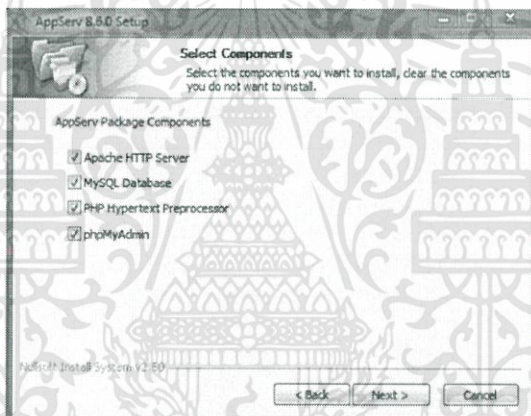 AppServ 8.6.0 Setup
Select Components
Select the components you want to install, clear the components
you do not want to install.
AppServ Package Components
Apache HTTP Server
MySQL Database
PHP Hypertext Preprocessor
phpMyAdmin
Nullsoft Install System v2.50
< Back
Next >
Cancel